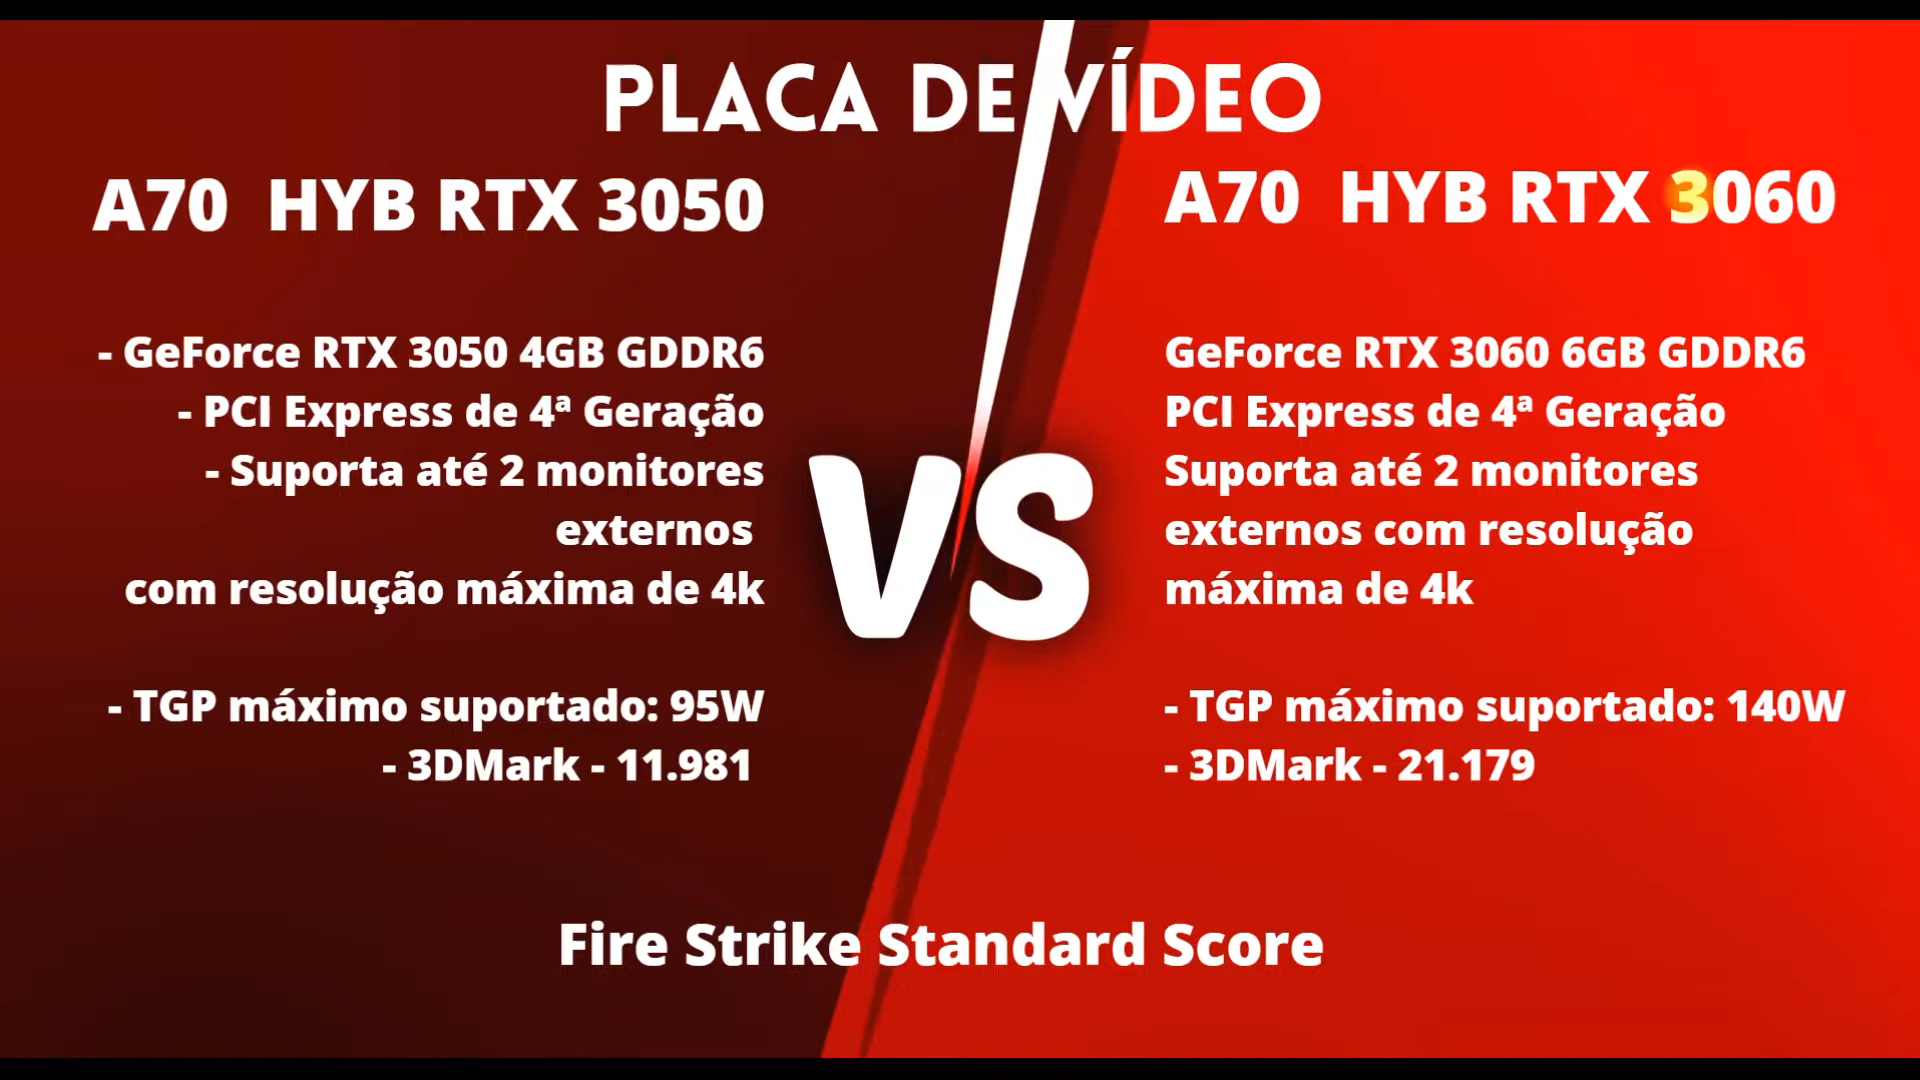 PLACA DE VÍDEO
A70 HYB RTX 3050
- GeForce RTX 3050 4GB GDDR6
- PCI Express de 4ª Geração
- Suporta até 2 monitores
externos
com resolução máxima de 4k
- TGP máximo suportado: 95W
- 3DMark - 11.981
VS
A70 HYB RTX 3060
GeForce RTX 3060 6GB GDDR6
PCI Express de 4ª Geração
Suporta até 2 monitores
externos com resolução
máxima de 4k
- TGP máximo suportado: 140W
- 3DMark - 21.179
Fire Strike Standard Score